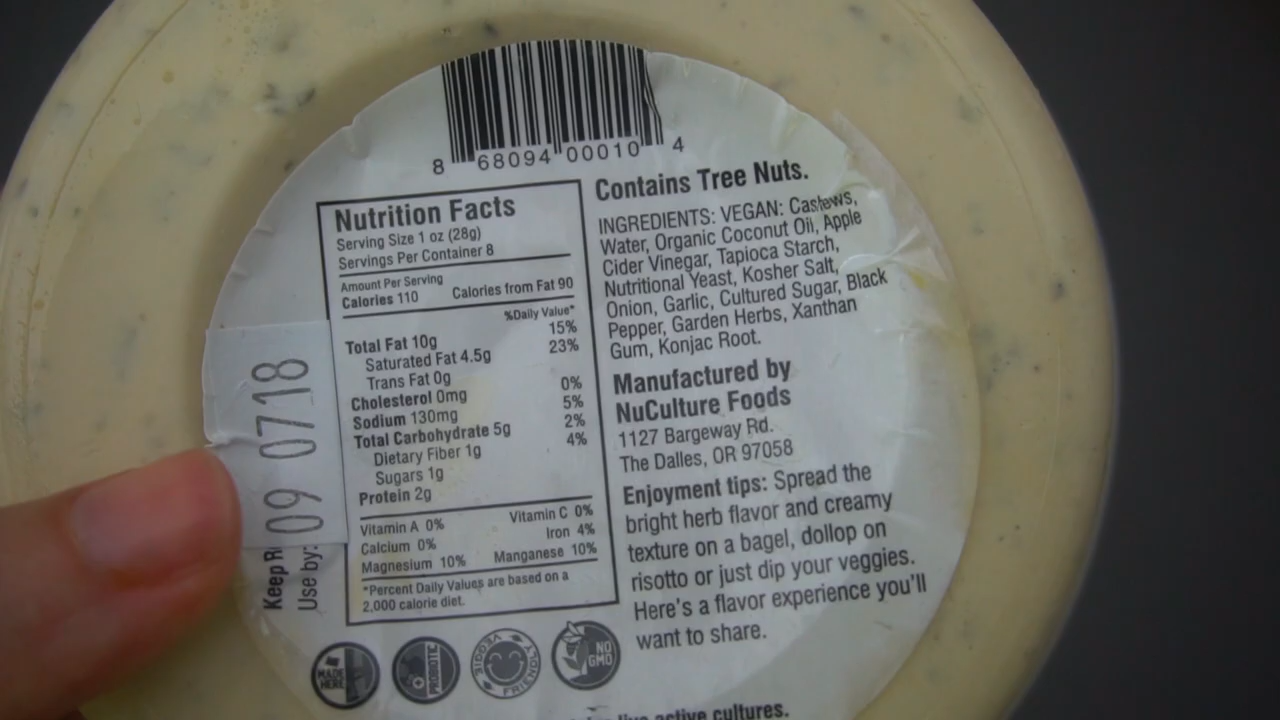 8 68094 00010 4
Nutrition Facts
Serving Size 1 oz (28g)
Servings Per Container 8
Amount Per Serving
Calories 110 Calories from Fat 90
%Daily Value*
Total Fat 10g 15%
Saturated Fat 4.5g 23%
Trans Fat 0g
Cholesterol 0mg 0%
Sodium 130mg 5%
Total Carbohydrate 5g 2%
Dietary Fiber 1g 4%
Sugars 1g
Protein 2g
Vitamin A 0% Vitamin C 0%
Calcium 0% Iron 4%
Magnesium 10% Manganese 10%
*Percent Daily Values are based on a
2,000 calorie diet.
Contains Tree Nuts.
INGREDIENTS: VEGAN: Cashews,
Water, Organic Coconut Oil, Apple
Cider Vinegar, Tapioca Starch,
Nutritional Yeast, Kosher Salt,
Onion, Garlic, Cultured Sugar, Black
Pepper, Garden Herbs, Xanthan
Gum, Konjac Root.
Manufactured by
NuCulture Foods
1127 Bargeway Rd.
The Dalles, OR 97058
Enjoyment tips: Spread the
bright herb flavor and creamy
texture on a bagel, dollop on
risotto or just dip your veggies.
Here's a flavor experience you'll
want to share.
Keep R
Use by: 09 0718
MADE
HERE
PROBIOTIC
VEGGIE
FRIENDLY
NO
GMO
live active cultures.